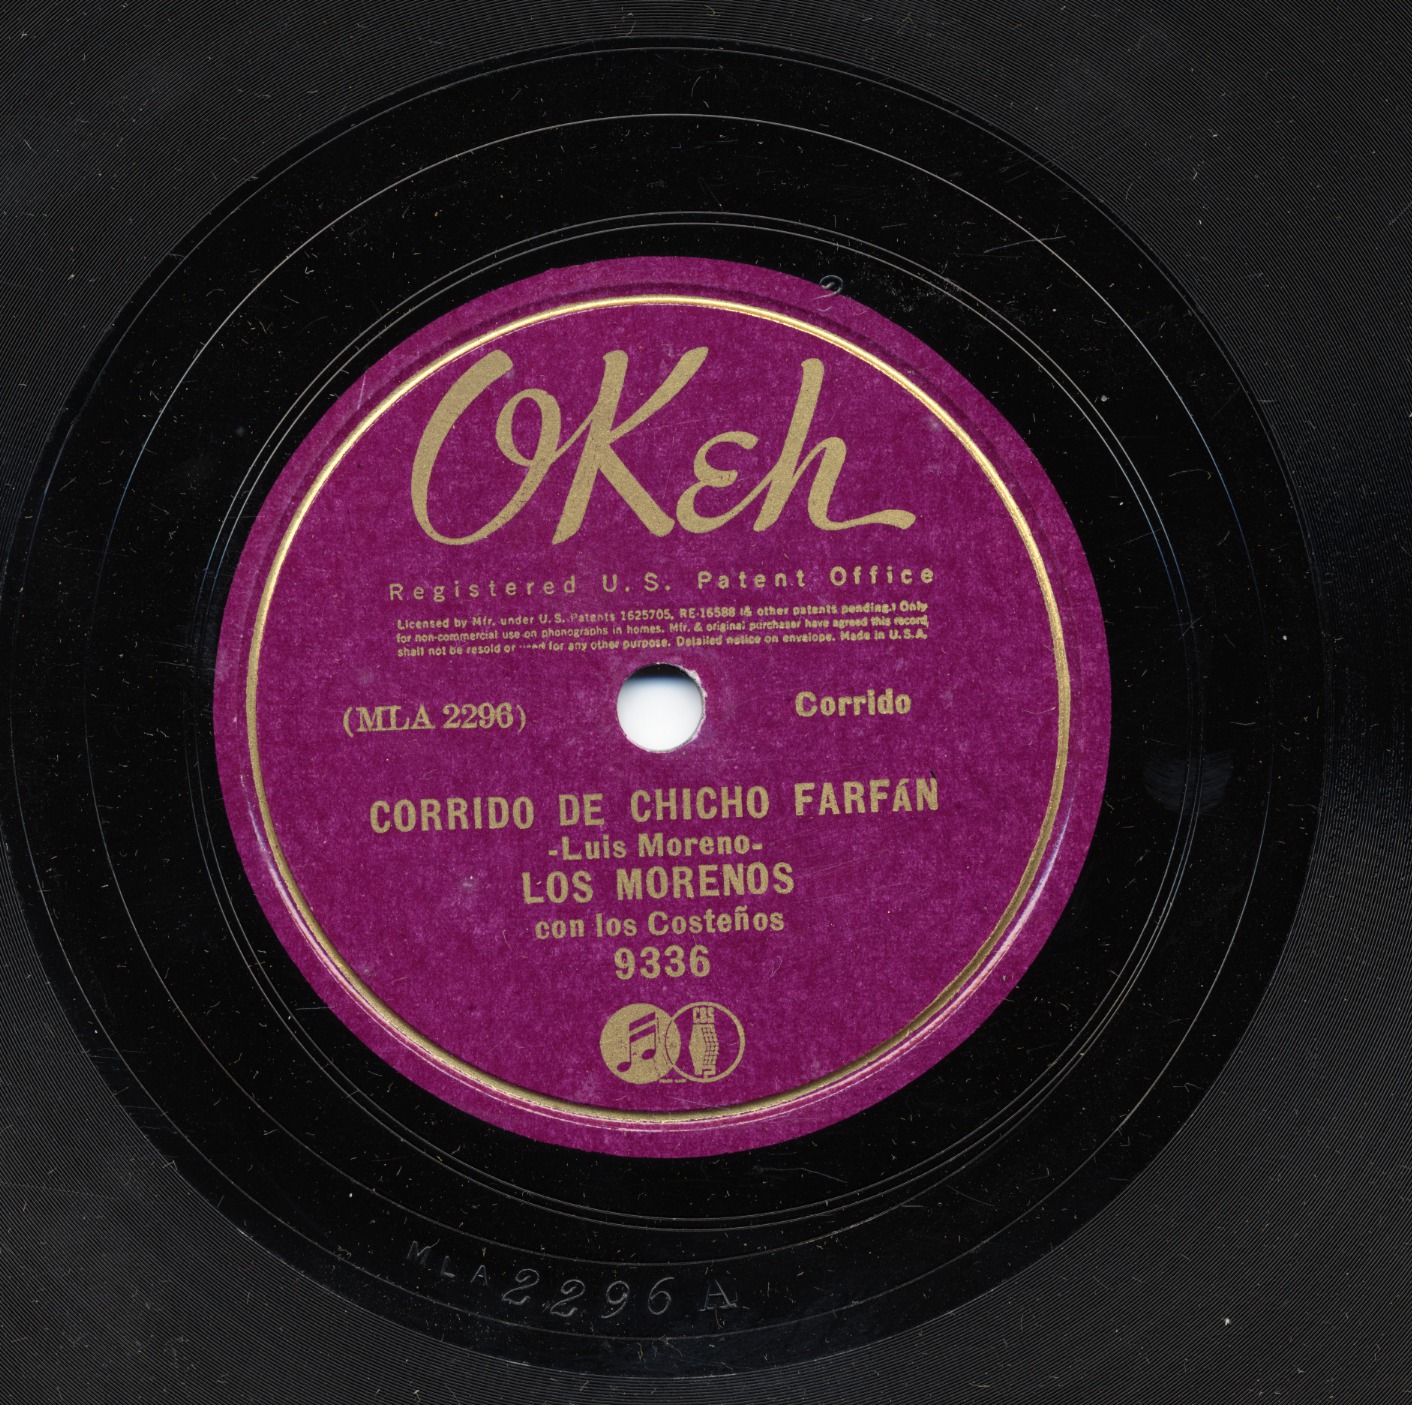 OKeh
Registered U.S. Patent Office
Licensed by Mfr. under U.S. Patents 1625705, RE-16588 (& other patents pending.) Only
for non-commercial use on phonographs in homes. Mfr. & original purchaser have agreed this record
shall not be resold or used for any other purpose. Detailed notice on envelope. Made in U.S.A.
(MLA 2296)
Corrido
CORRIDO DE CHICHO FARFÁN
-Luis Moreno-
LOS MORENOS
con los Costeños
9336
CBS
MLA 2296 A
2